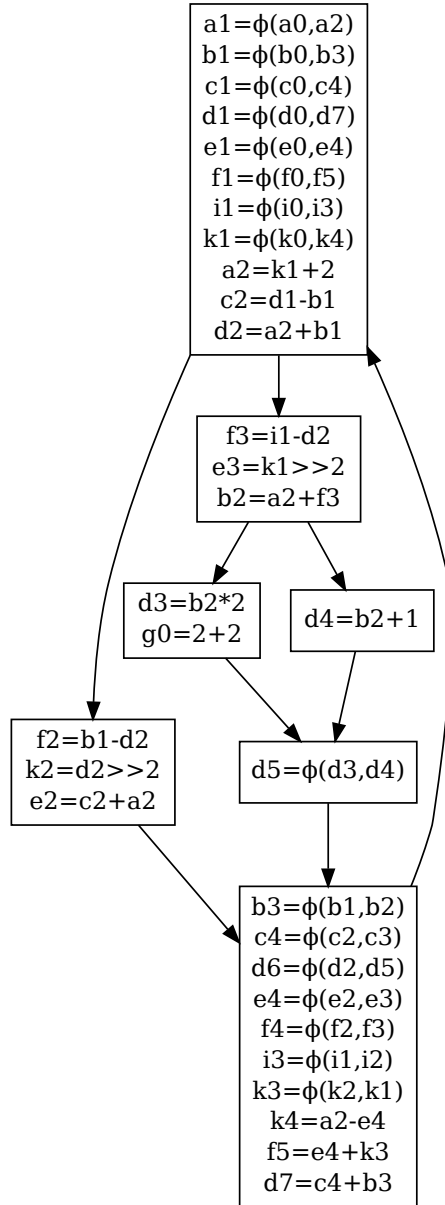 a1=ϕ(a0,a2)
b1=ϕ(b0,b3)
c1=ϕ(c0,c4)
d1=ϕ(d0,d7)
e1=ϕ(e0,e4)
f1=ϕ(f0,f5)
i1=ϕ(i0,i3)
k1=ϕ(k0,k4)
a2=k1+2
c2=d1-b1
d2=a2+b1
f3=i1-d2
e3=k1>>2
b2=a2+f3
d3=b2*2
g0=2+2
d4=b2+1
f2=b1-d2
k2=d2>>2
e2=c2+a2
d5=ϕ(d3,d4)
b3=ϕ(b1,b2)
c4=ϕ(c2,c3)
d6=ϕ(d2,d5)
e4=ϕ(e2,e3)
f4=ϕ(f2,f3)
i3=ϕ(i1,i2)
k3=ϕ(k2,k1)
k4=a2-e4
f5=e4+k3
d7=c4+b3